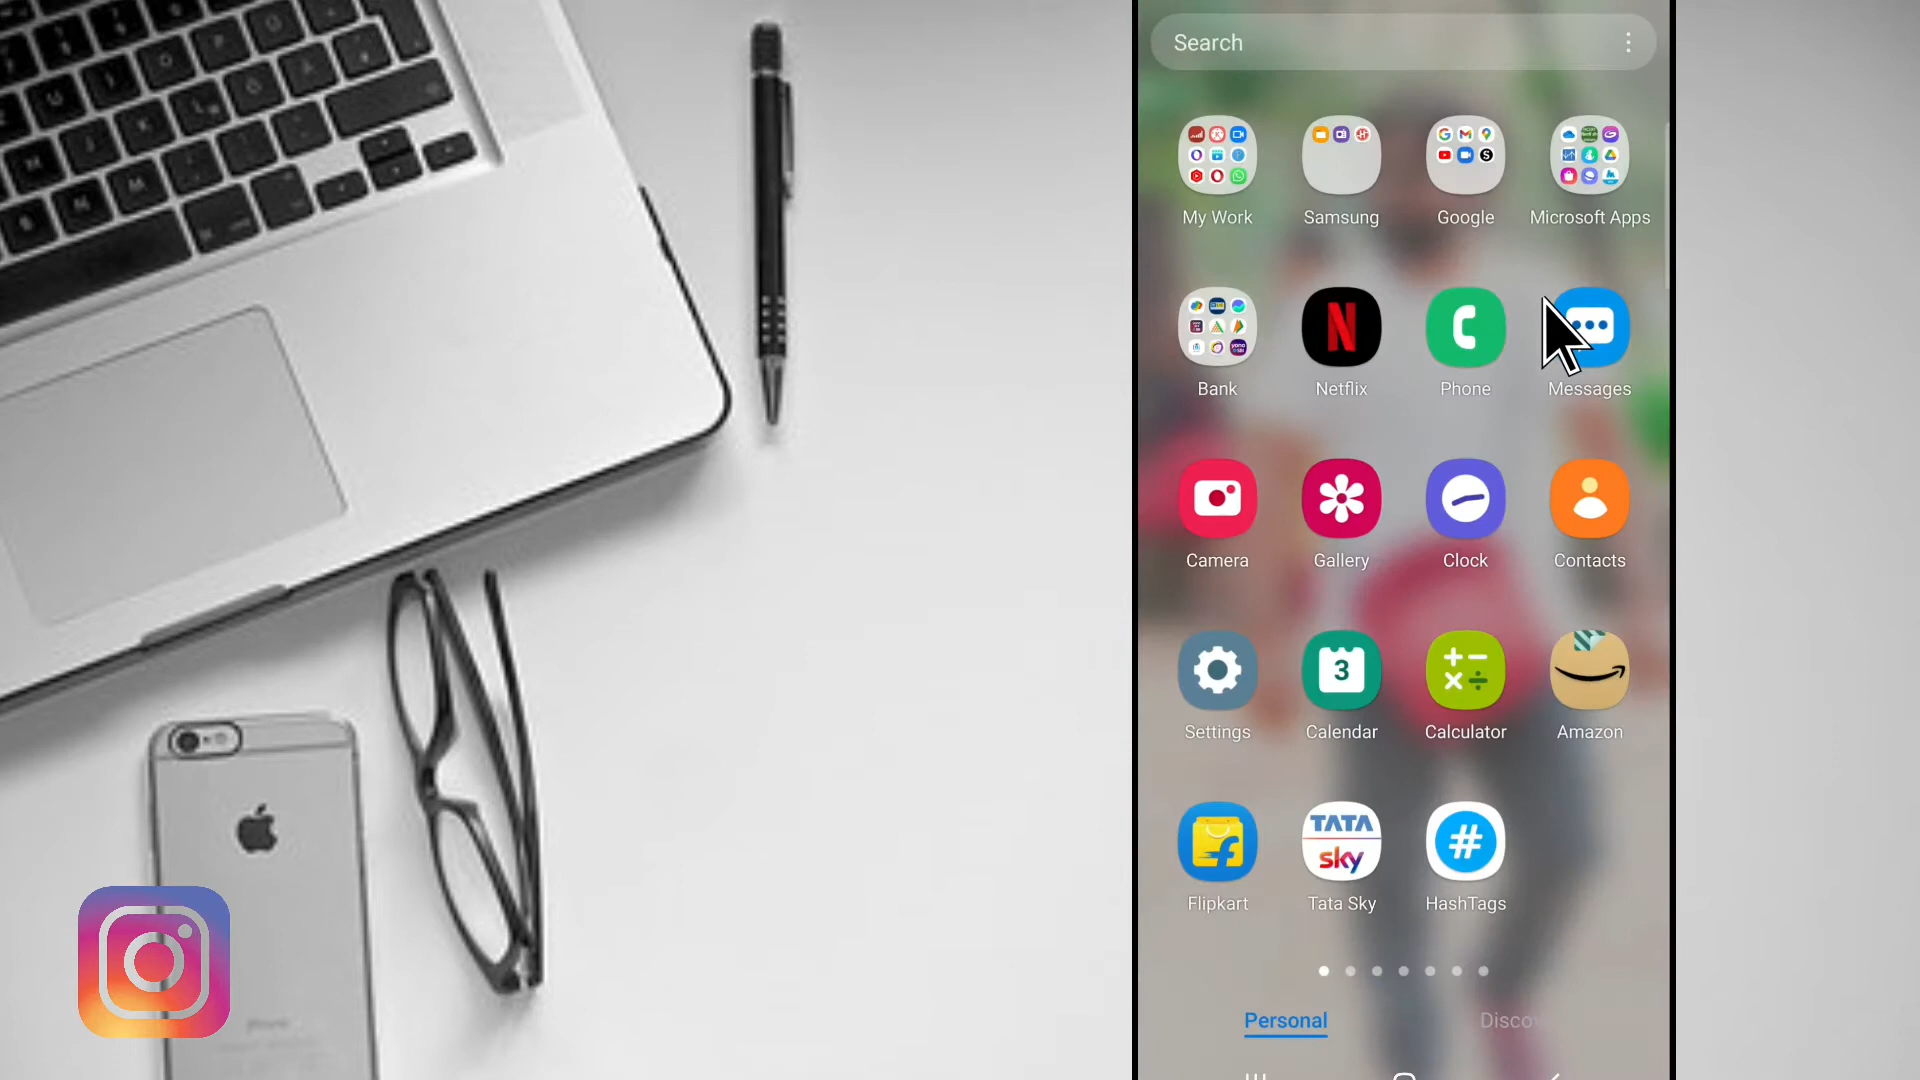 Search
My Work Samsung Google Microsoft Apps
Bank Netflix Phone Messages
Camera Gallery Clock Contacts
3
Settings Calendar Calculator Amazon
TATA
sky
#
Flipkart Tata Sky HashTags
Personal